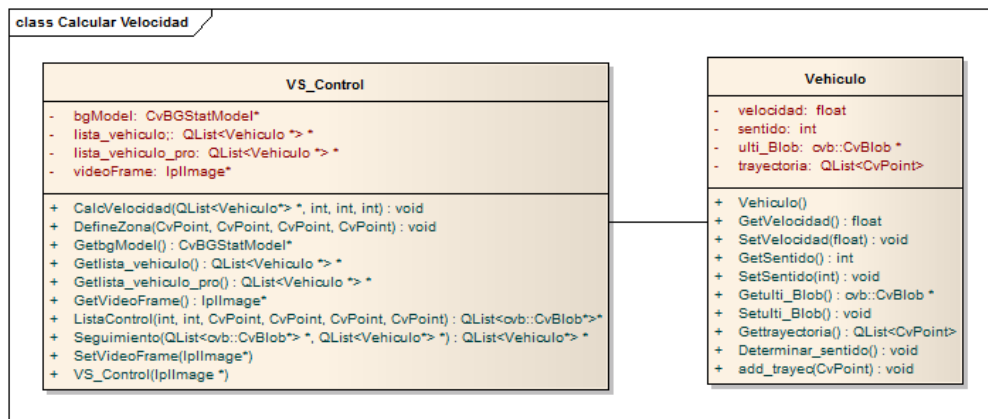 class Calcular Velocidad
VS_Control
- bgModel: CvBGStatModel*
- lista_vehiculo;: QList<Vehiculo *> *
- lista_vehiculo_pro: QList<Vehiculo *> *
- videoFrame: IplImage*
+ CalcVelocidad(QList<Vehiculo*> *, int, int, int) : void
+ DefineZona(CvPoint, CvPoint, CvPoint, CvPoint) : void
+ GetbgModel() : CvBGStatModel*
+ Getlista_vehiculo() : QList<Vehiculo *> *
+ Getlista_vehiculo_pro() : QList<Vehiculo *> *
+ GetVideoFrame() : IplImage*
+ ListaControl(int, int, CvPoint, CvPoint, CvPoint, CvPoint) : QList<cvb::CvBlob*>*
+ Seguimiento(QList<cvb::CvBlob*> *, QList<Vehiculo*> *) : QList<Vehiculo*> *
+ SetVideoFrame(IplImage*)
+ VS_Control(IplImage *)
Vehiculo
- velocidad: float
- sentido: int
- ulti_Blob: cvb::CvBlob *
- trayectoria: QList<CvPoint>
+ Vehiculo()
+ GetVelocidad() : float
+ SetVelocidad(float) : void
+ GetSentido() : int
+ SetSentido(int) : void
+ Getulti_Blob() : cvb::CvBlob *
+ Setulti_Blob() : void
+ Gettrayectoria() : QList<CvPoint>
+ Determinar_sentido() : void
+ add_trayec(CvPoint) : void